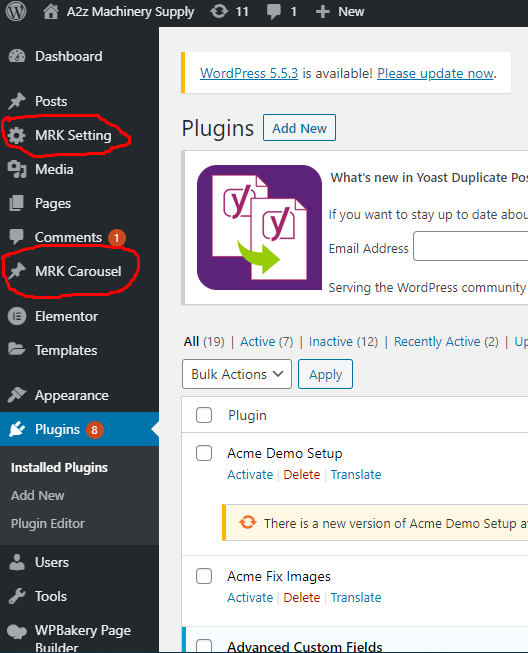 A2z Machinery Supply 11 1 New
Dashboard
Posts
MRK Setting
Media
Pages
Comments 1
MRK Carousel
Elementor
Templates
Appearance
Plugins 8
Installed Plugins
Add New
Plugin Editor
Users
Tools
WPBakery Page
Builder
WordPress 5.5.3 is available! Please update now.
Plugins Add New
What's new in Yoast Duplicate Pos
If you want to stay up to date abou
Email Address
Serving the WordPress community
All (19) | Active (7) | Inactive (12) | Recently Active (2) | Up
Bulk Actions Apply
Plugin
Acme Demo Setup
Activate | Delete | Translate
There is a new version of Acme Demo Setup av
Acme Fix Images
Activate | Delete | Translate
Advanced Custom Fields